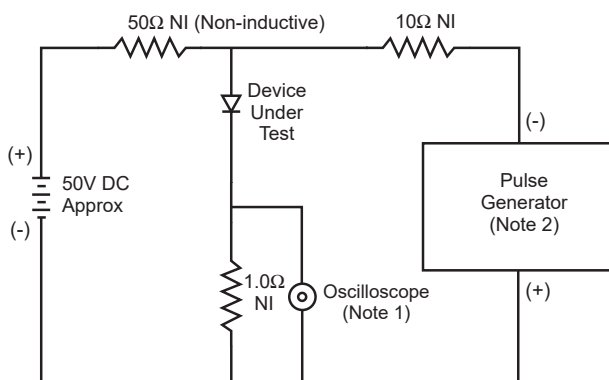 50Ω NI (Non-inductive)
10Ω NI
Device
Under
Test
(-)
(+)
50V DC
Approx
(-)
Pulse
Generator
(Note 2)
1.0Ω
NI
Oscilloscope
(Note 1)
(+)